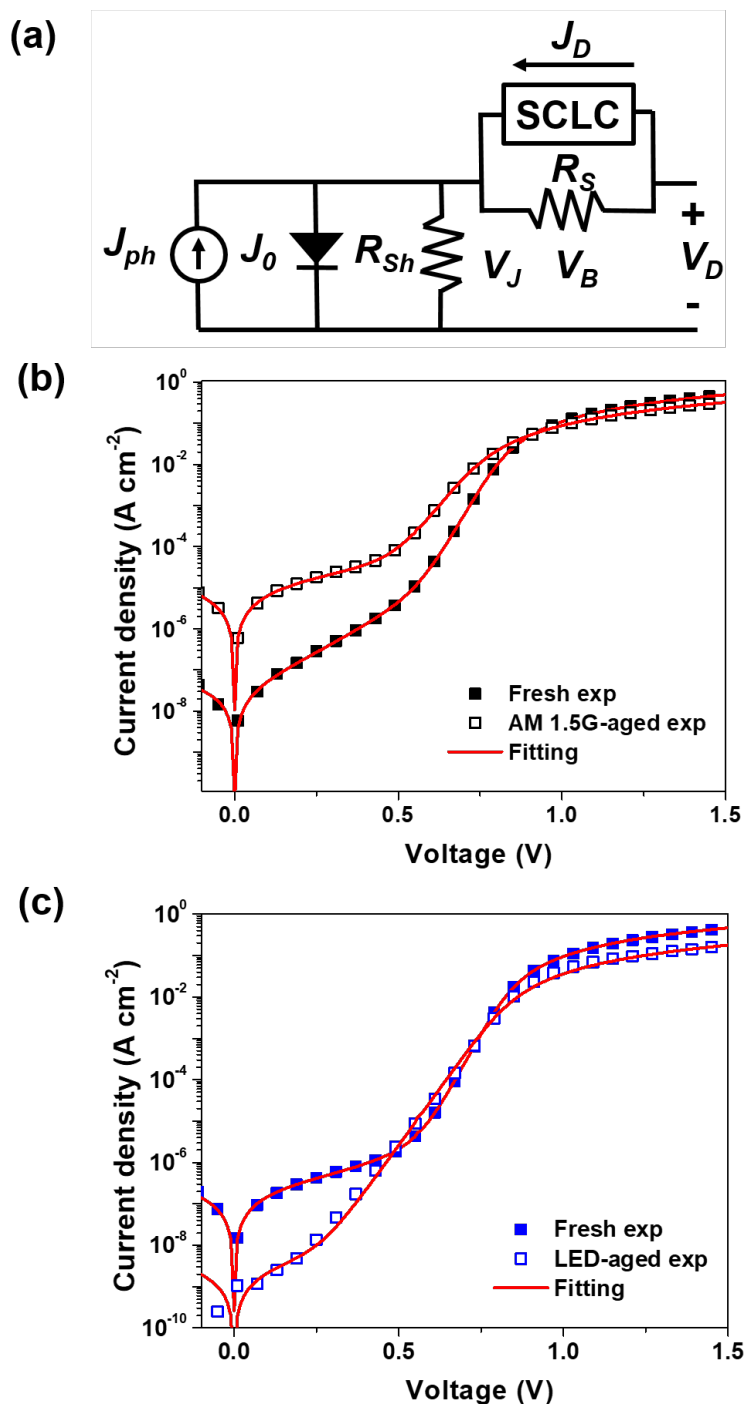 (a)
J_D
SCLC
R_S
J_ph J_0 R_Sh V_J V_B
+
V_D
-
(b)
10^0
10^-2
10^-4
10^-6
10^-8
Current density (A cm^-2)
Fresh exp
AM 1.5G-aged exp
Fitting
0.0 0.5 1.0 1.5
Voltage (V)
(c)
10^0
10^-2
10^-4
10^-6
10^-8
10^-10
Current density (A cm^-2)
Fresh exp
LED-aged exp
Fitting
0.0 0.5 1.0 1.5
Voltage (V)